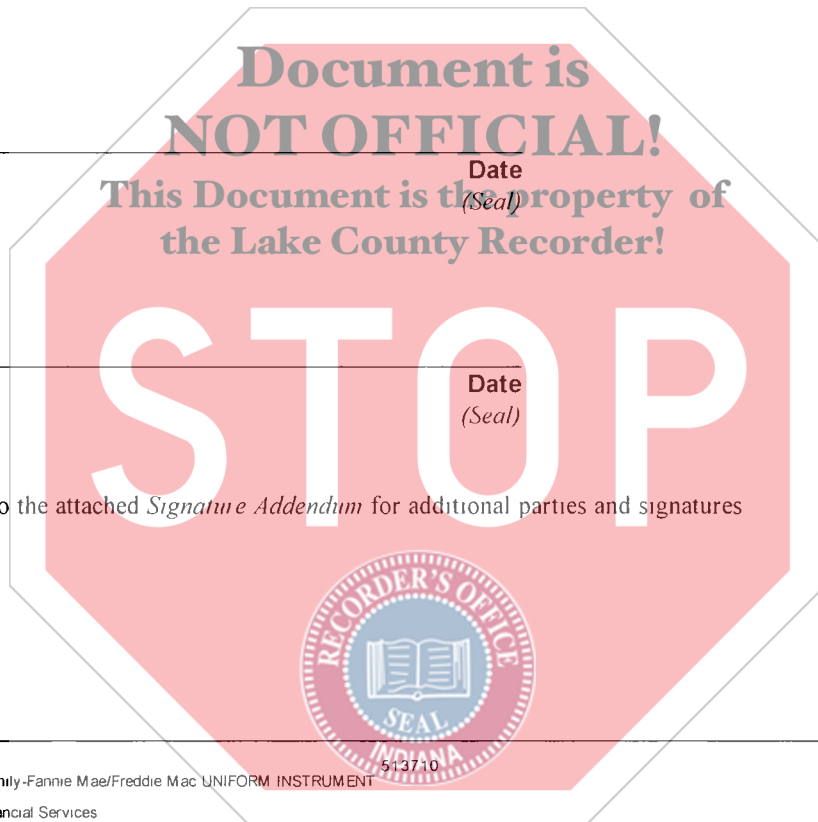 Document is
NOT OFFICIAL!
Date
This Document is the property of
(Seal)
the Lake County Recorder!
STOP
Date
(Seal)
o the attached Signature Addendum for additional parties and signatures
RECORDER'S OFFICE
SEAL
INDIANA
513710
nily-Fannie Mae/Freddie Mac UNIFORM INSTRUMENT
ancial Services